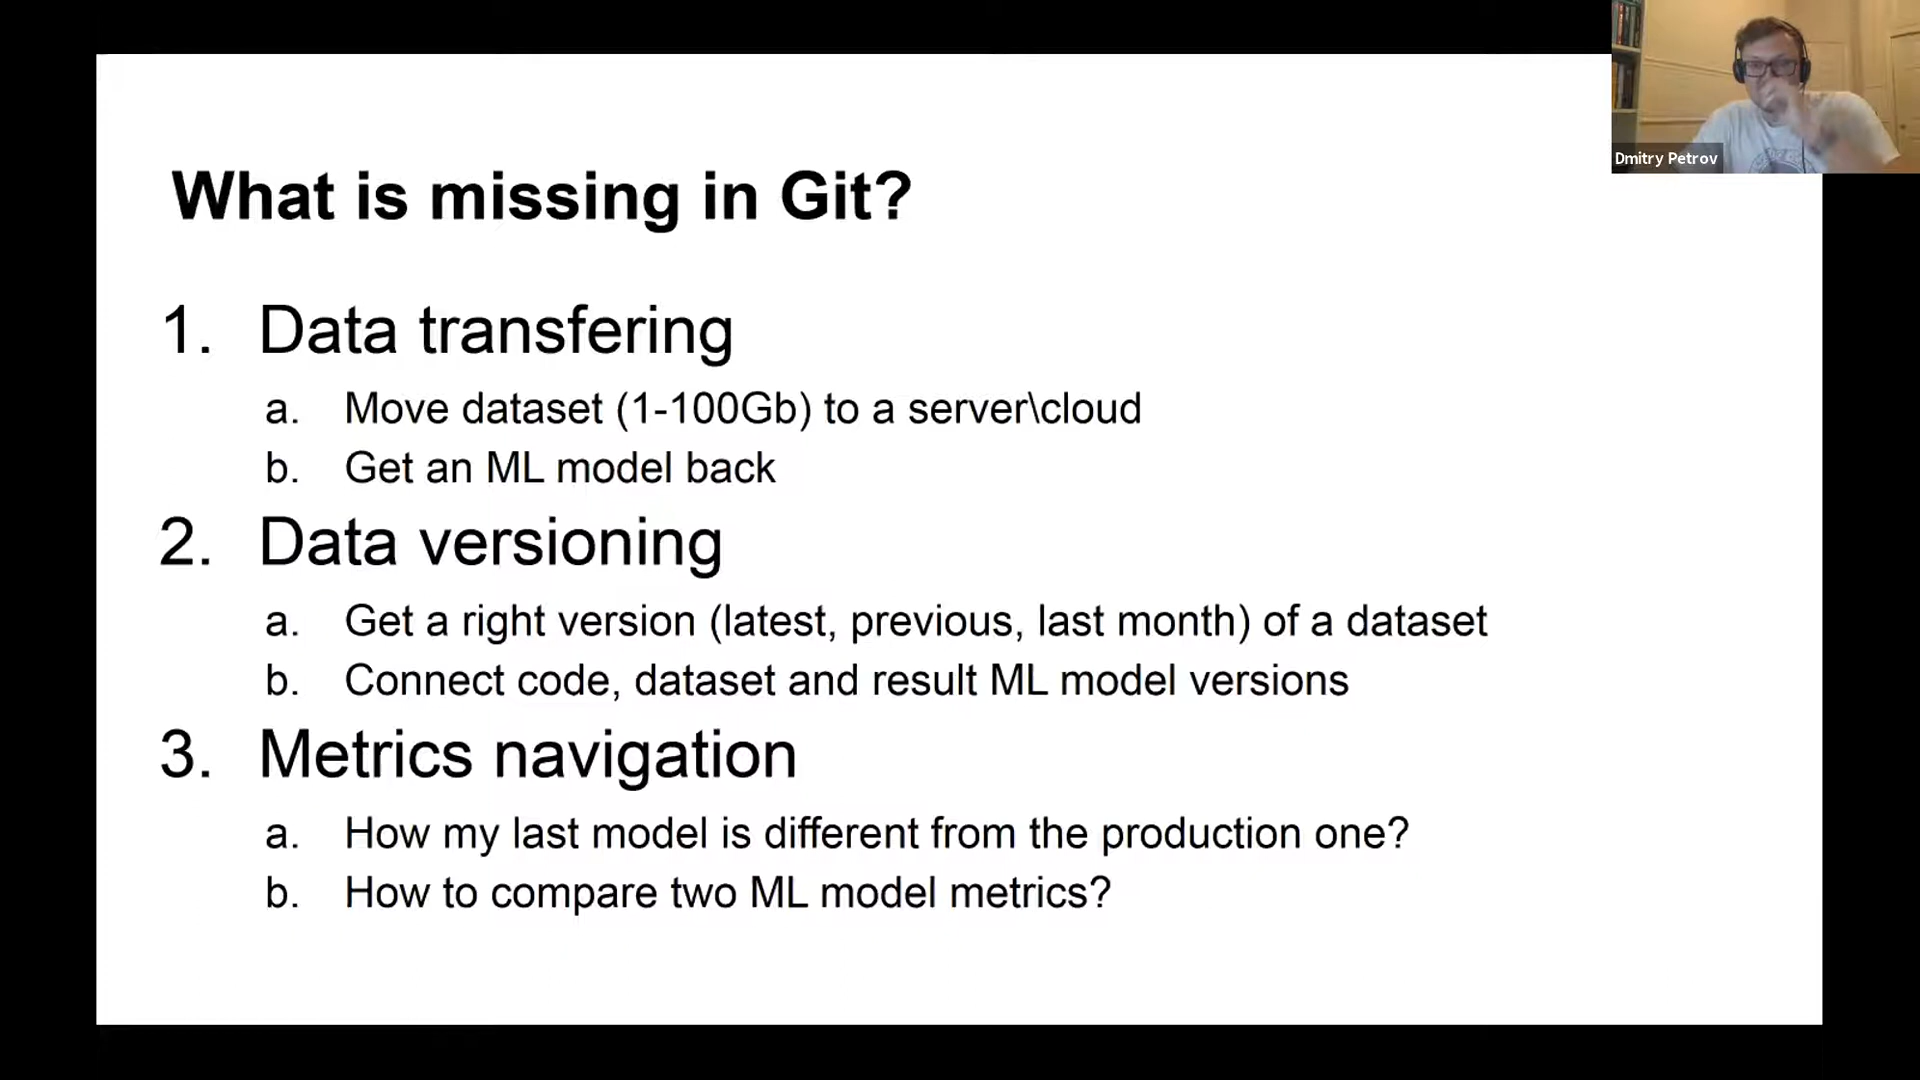 Dmitry Petrov
What is missing in Git?
1. Data transfering
a. Move dataset (1-100Gb) to a server\cloud
b. Get an ML model back
2. Data versioning
a. Get a right version (latest, previous, last month) of a dataset
b. Connect code, dataset and result ML model versions
3. Metrics navigation
a. How my last model is different from the production one?
b. How to compare two ML model metrics?